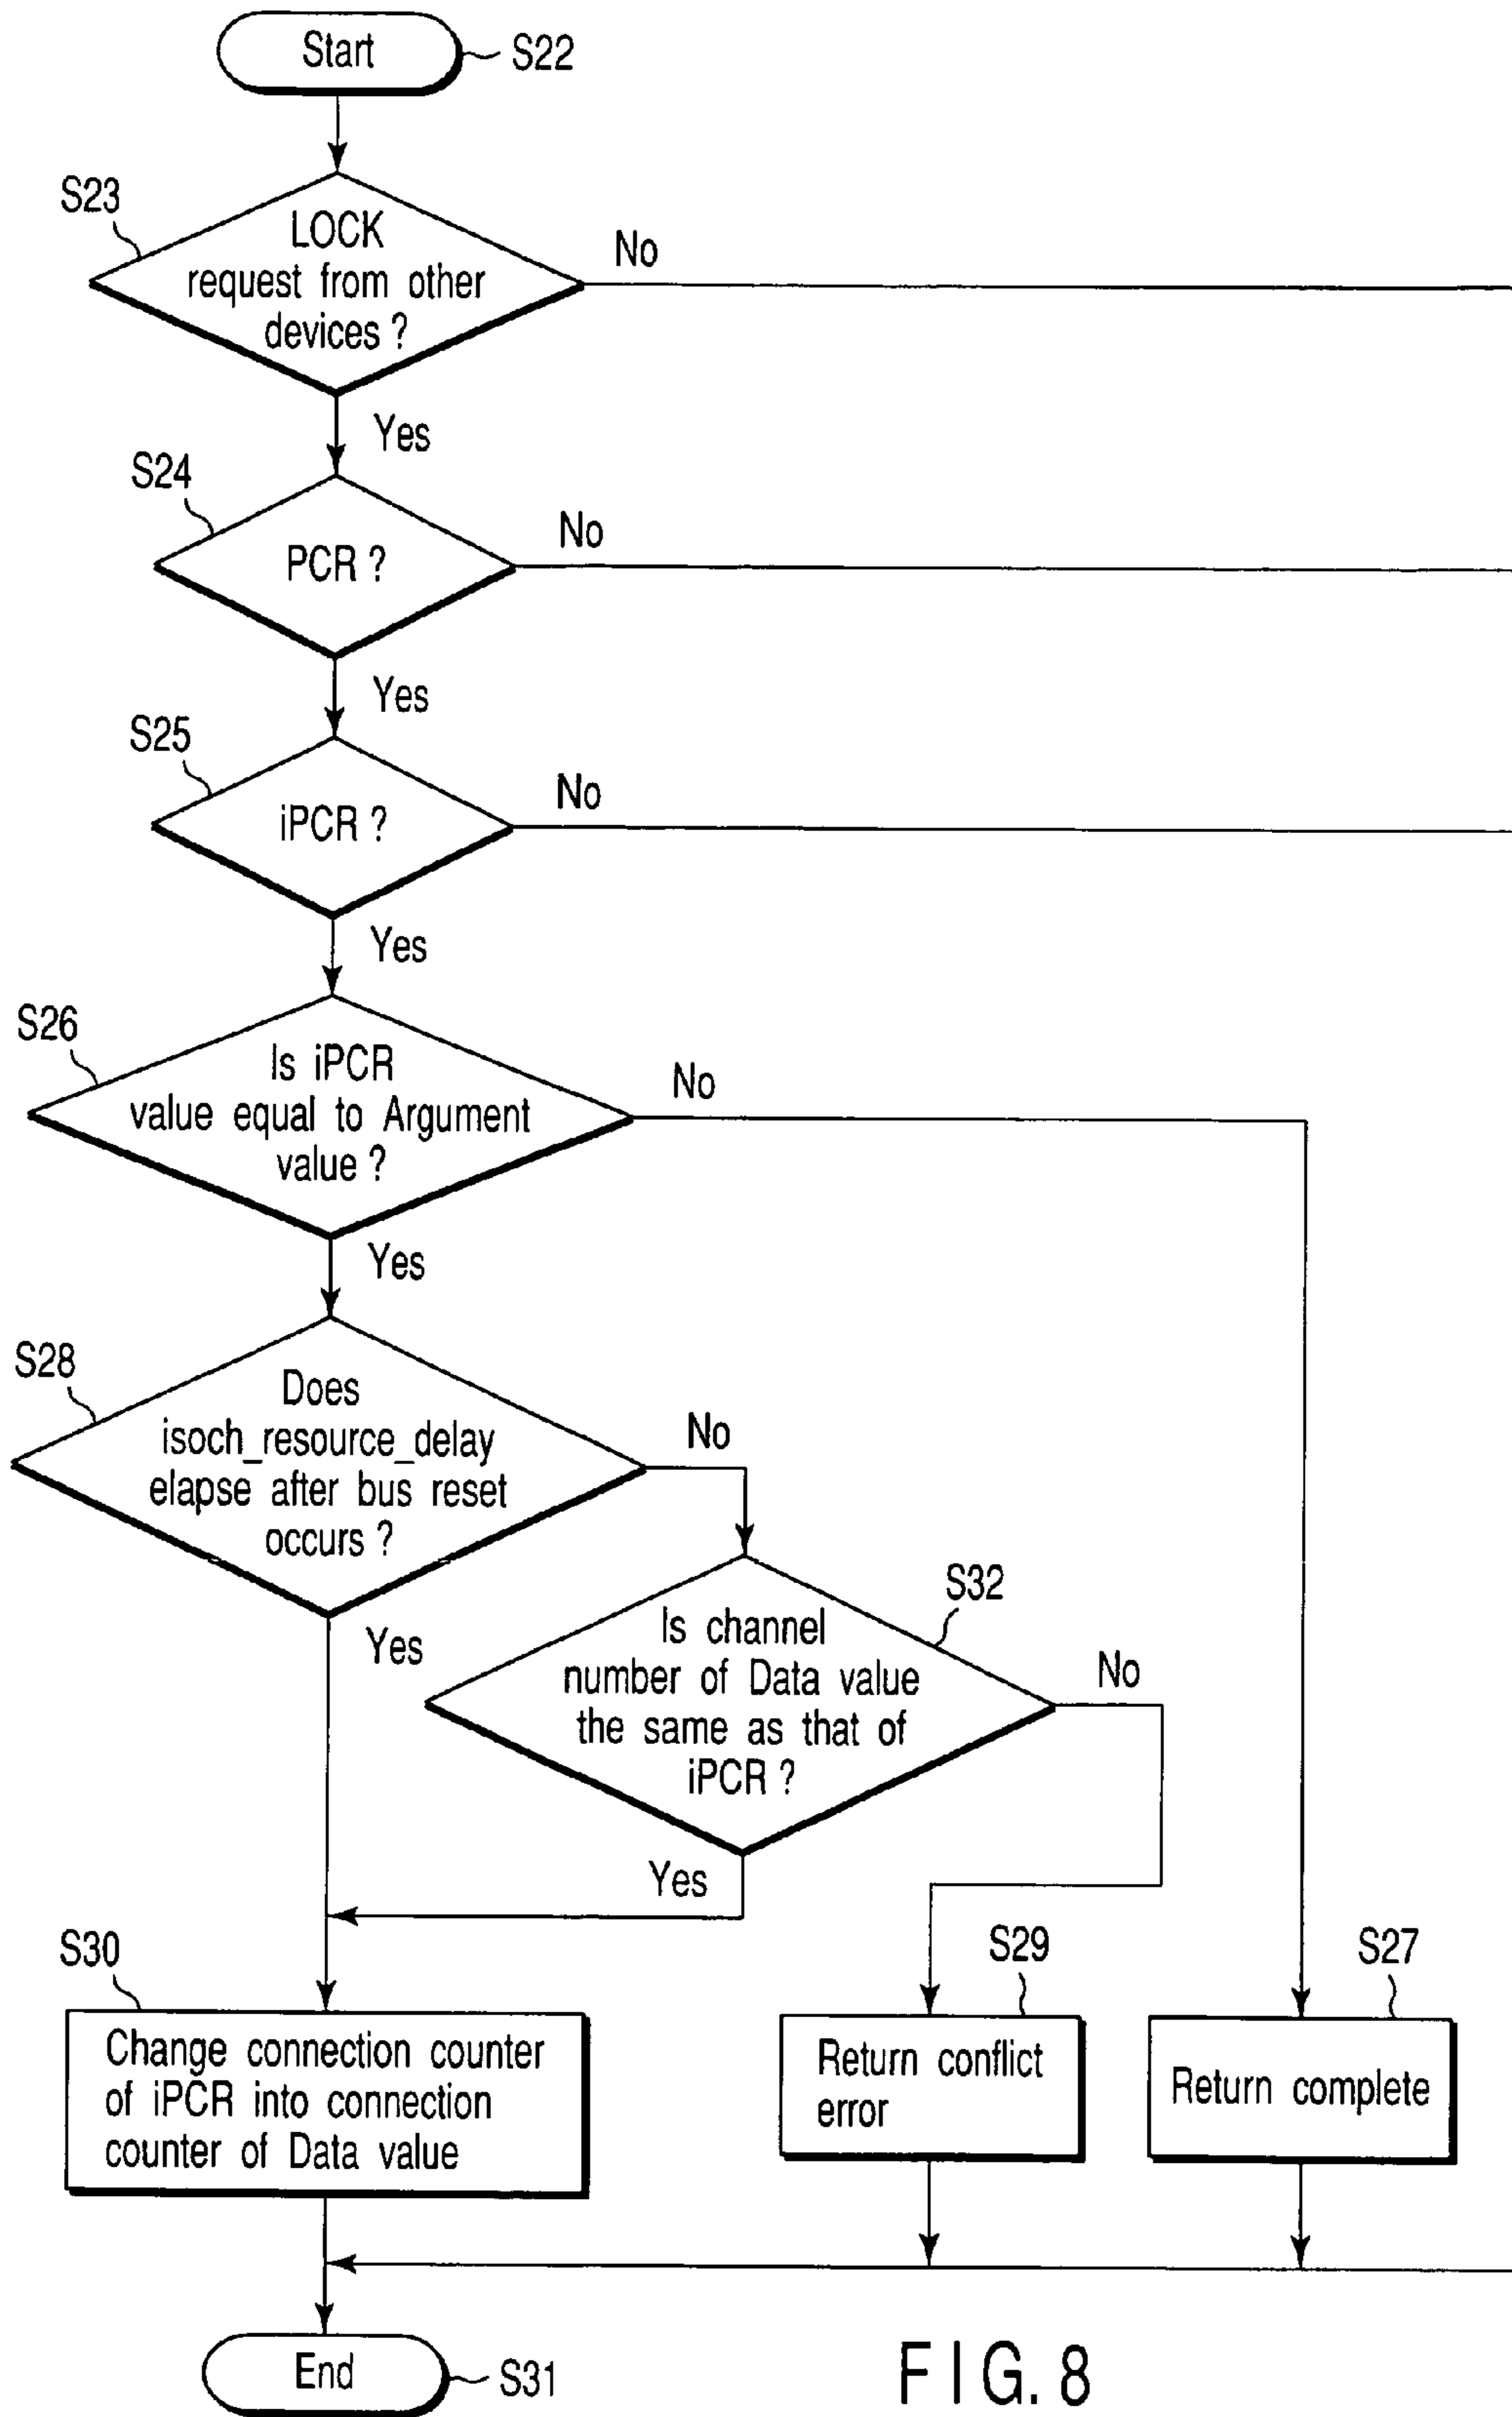 Start
S22
S23
LOCK
request from other
devices ?
No
Yes
S24
PCR ?
No
Yes
S25
iPCR ?
No
Yes
S26
Is iPCR
value equal to Argument
value ?
No
Yes
S28
Does
isoch_resource_delay
elapse after bus reset
occurs ?
No
Yes
S32
Is channel
number of Data value
the same as that of
iPCR ?
No
Yes
S30
Change connection counter
of iPCR into connection
counter of Data value
S29
Return conflict
error
S27
Return complete
End
S31
FIG. 8